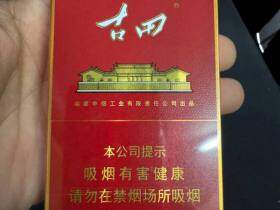 古田
福建中烟工业有限责任公司出品
本公司提示
吸烟有害健康
请勿在禁烟场所吸烟